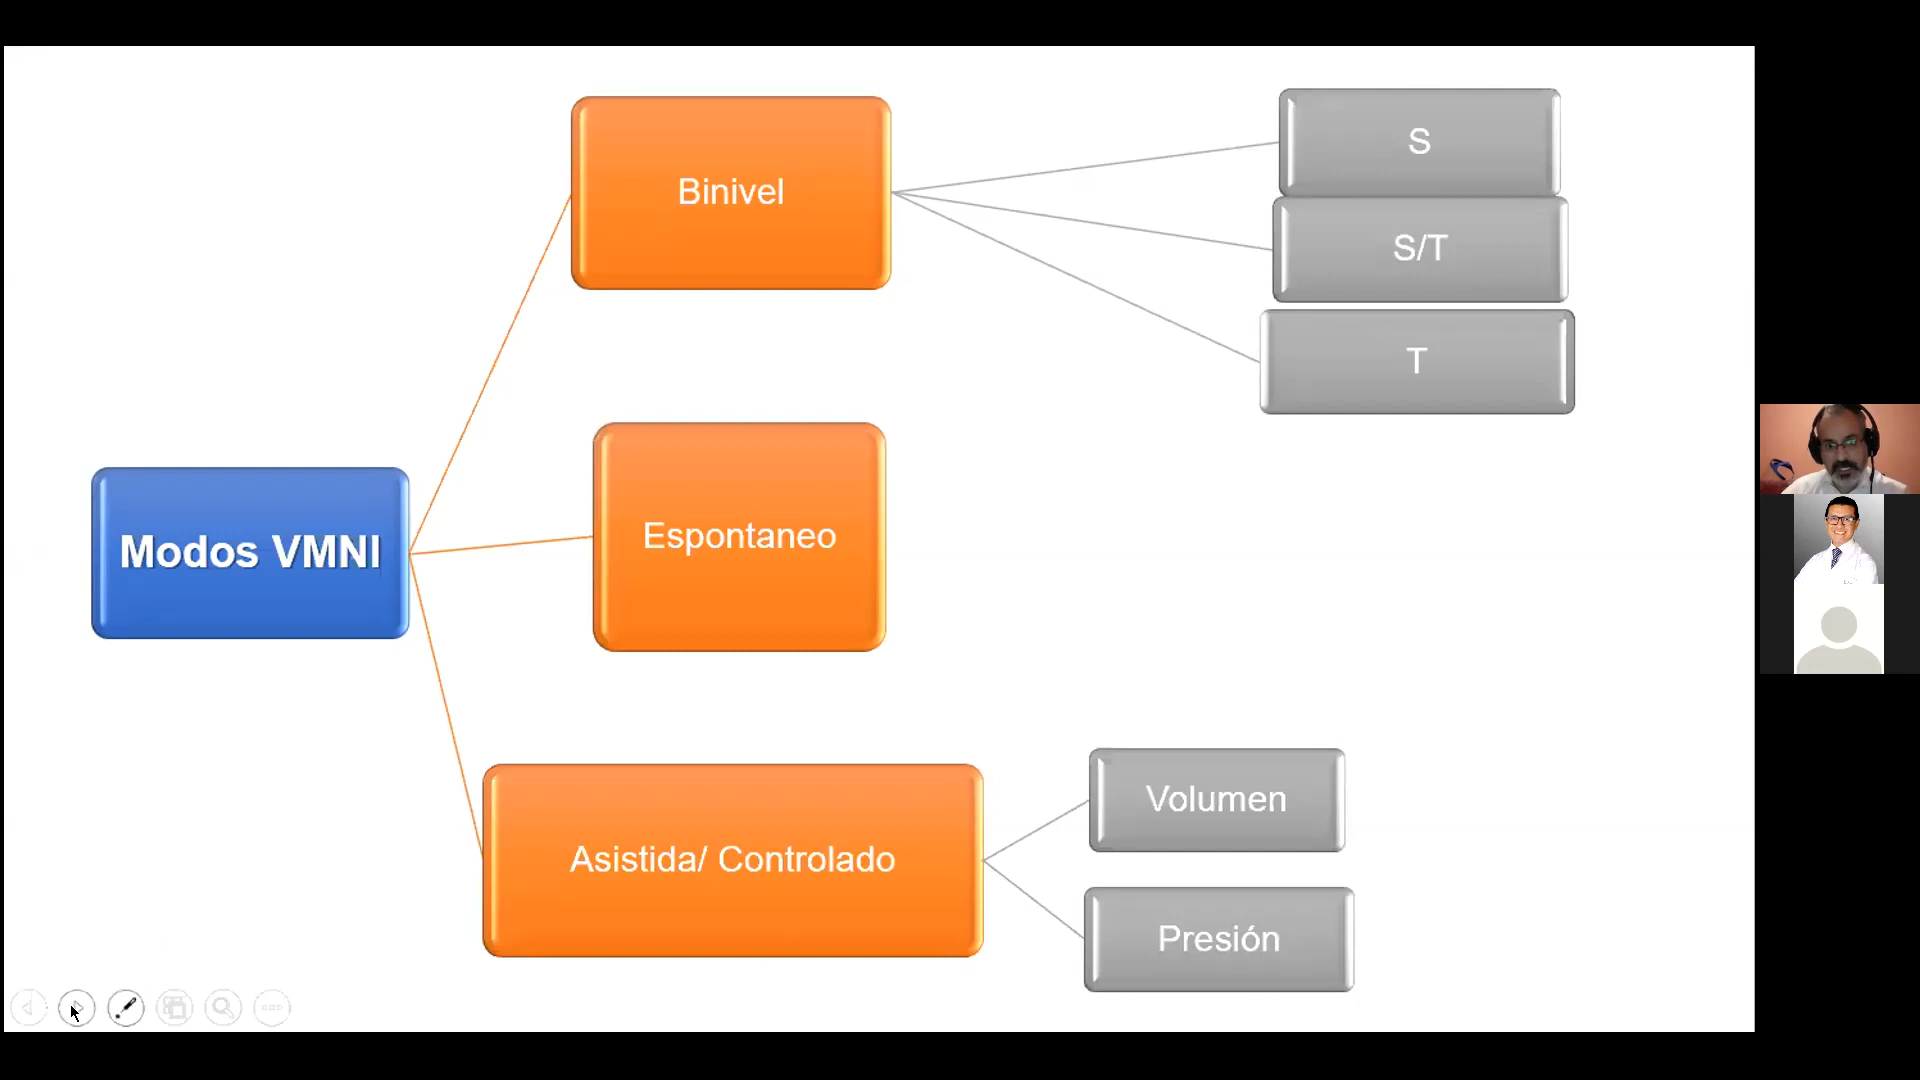 Binivel
S
S/T
T
Modos VMNI
Espontaneo
Asistida/ Controlado
Volumen
Presión